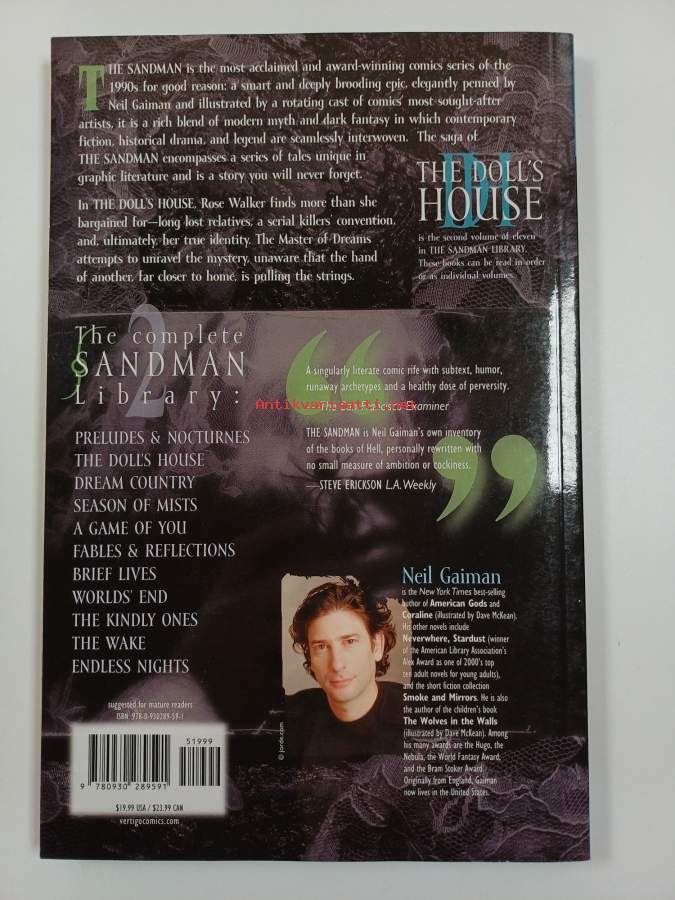 THE SANDMAN is the most acclaimed and award-winning comics series of the
1990s for good reason: a smart and deeply brooding epic, elegantly penned by
Neil Gaiman and illustrated by a rotating cast of comics' most sought-after
artists, it is a rich blend of modern myth and dark fantasy in which contemporary
fiction, historical drama, and legend are seamlessly interwoven. The saga of
THE SANDMAN encompasses a series of tales unique in
graphic literature and is a story you will never forget.
In THE DOLL'S HOUSE, Rose Walker finds more than she
bargained for—long lost relatives, a serial killers' convention,
and, ultimately, her true identity. The Master of Dreams
attempts to unravel the mystery, unaware that the hand
of another, far closer to home, is pulling the strings.
THE DOLL'S
HOUSE
is the second volume of eleven
in THE SANDMAN LIBRARY.
These books can be read in order
or as individual volumes.
2
The complete
SANDMAN
Library:
PRELUDES & NOCTURNES
THE DOLL'S HOUSE
DREAM COUNTRY
SEASON OF MISTS
A GAME OF YOU
FABLES & REFLECTIONS
BRIEF LIVES
WORLDS' END
THE KINDLY ONES
THE WAKE
ENDLESS NIGHTS
“
A singularly literate comic rife with subtext, humor,
runaway archetypes and a healthy dose of perversity.
Examiner
Antikvariaatti.net
THE SANDMAN is Neil Gaiman's own inventory
of the books of Hell, personally rewritten with
no small measure of ambition or cockiness.
—STEVE ERICKSON L.A. Weekly
”
Neil Gaiman
is the New York Times best-selling
author of American Gods and
Coraline (illustrated by Dave McKean).
His other novels include
Neverwhere, Stardust (winner
of the American Library Association's
Alex Award as one of 2000's top
ten adult novels for young adults),
and the short fiction collection
Smoke and Mirrors. He is also
the author of the children's book
The Wolves in the Walls
(illustrated by Dave McKean). Among
his many awards are the Hugo, the
Nebula, the World Fantasy Award,
and the Bram Stoker Award.
Originally from England, Gaiman
now lives in the United States.
© jorde.com
suggested for mature readers
ISBN: 978-0-930289-59-1
51999
9 780930 289591
$19.99 USA / $23.99 CAN
vertigocomics.com